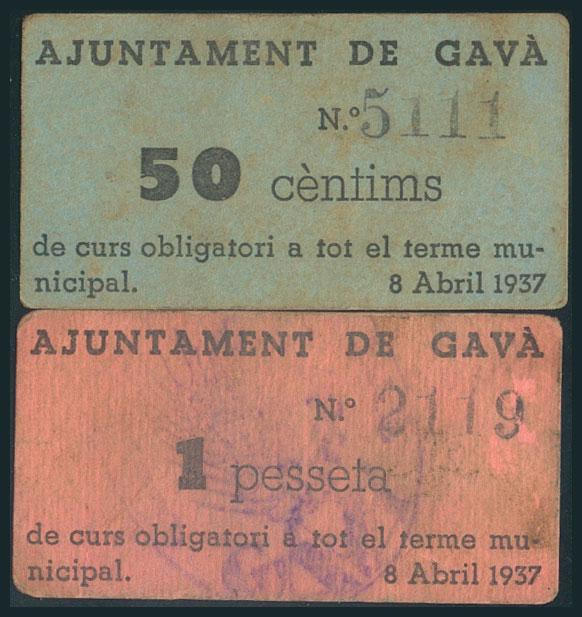 AJUNTAMENT DE GAVÀ
N.º 5111
50 cèntims
de curs obligatori a tot el terme mu-
nicipal. 8 Abril 1937
AJUNTAMENT DE GAVÀ
N.º 2119
1 pesseta
de curs obligatori a tot el terme mu-
nicipal. 8 Abril 1937